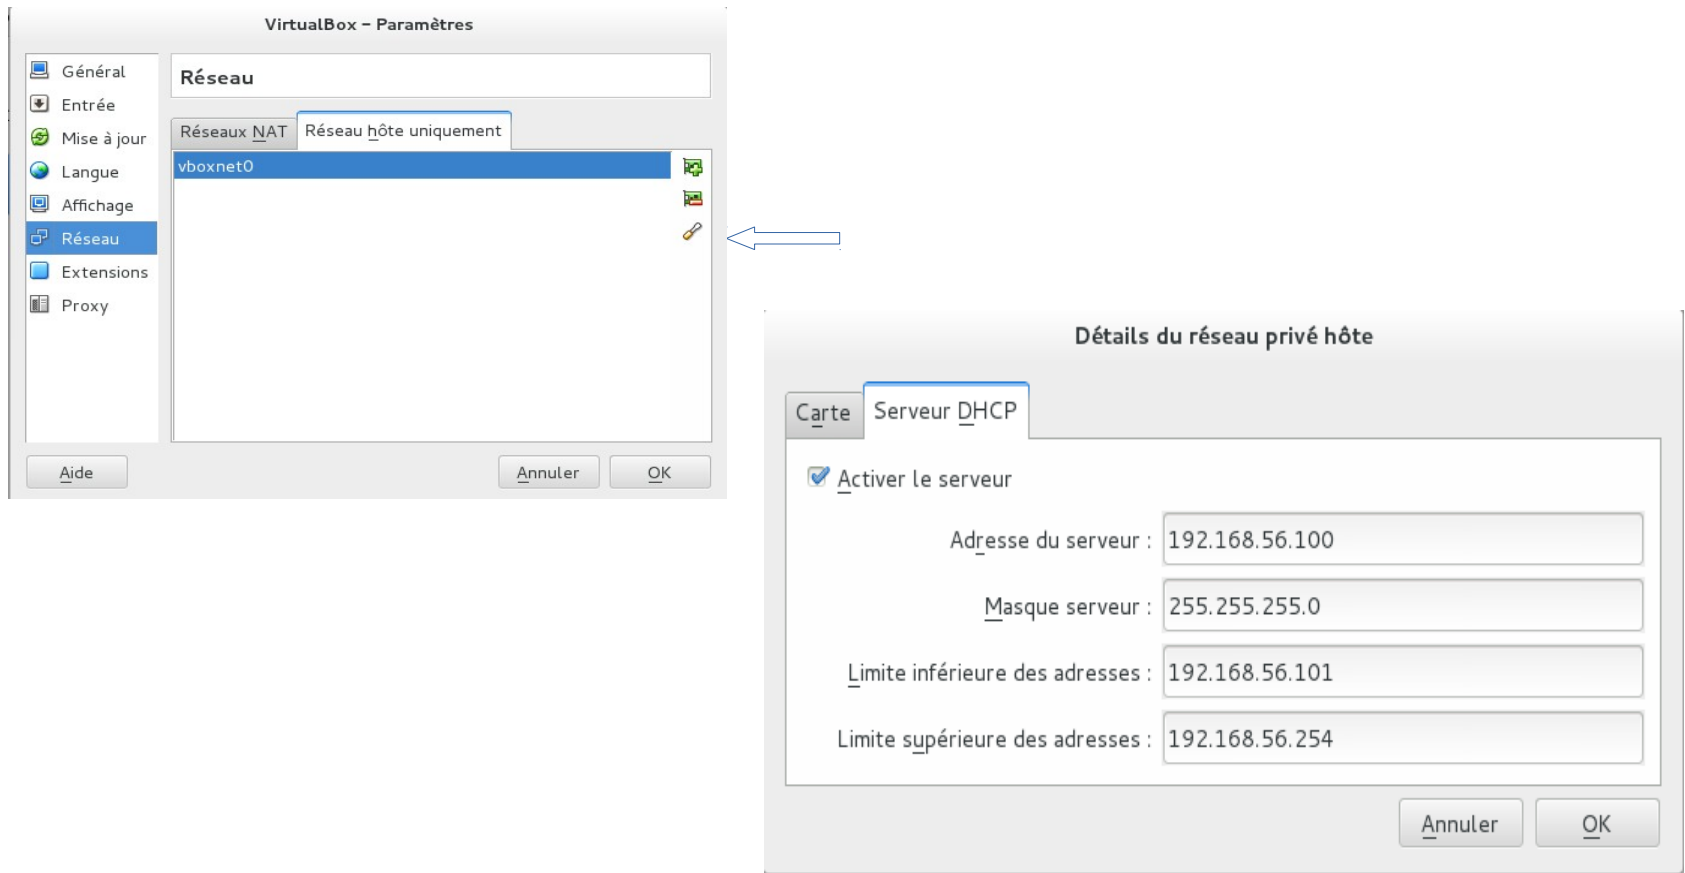 VirtualBox – Paramètres
Général
Entrée
Mise à jour
Langue
Affichage
Réseau
Extensions
Proxy
Réseau
Réseaux NAT
Réseau hôte uniquement
vboxnet0
Aide
Annuler
OK
Détails du réseau privé hôte
Carte
Serveur DHCP
Activer le serveur
Adresse du serveur : 192.168.56.100
Masque serveur : 255.255.255.0
Limite inférieure des adresses : 192.168.56.101
Limite supérieure des adresses : 192.168.56.254
Annuler
OK